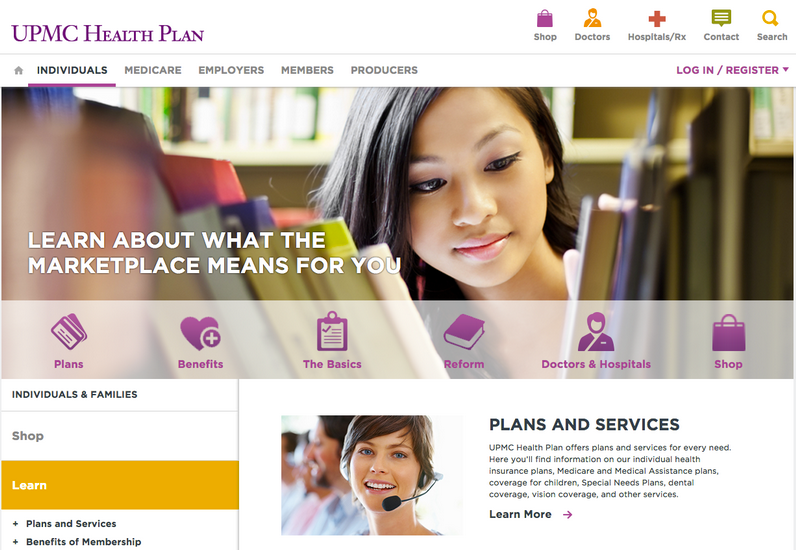 UPMC HEALTH PLAN
Shop
Doctors
Hospitals/Rx
Contact
Search
INDIVIDUALS
MEDICARE
EMPLOYERS
MEMBERS
PRODUCERS
LOG IN / REGISTER
LEARN ABOUT WHAT THE
MARKETPLACE MEANS FOR YOU
Plans
Benefits
The Basics
Reform
Doctors & Hospitals
Shop
INDIVIDUALS & FAMILIES
Shop
Learn
+ Plans and Services
+ Benefits of Membership
PLANS AND SERVICES
UPMC Health Plan offers plans and services for every need.
Here you'll find information on our individual health
insurance plans, Medicare and Medical Assistance plans,
coverage for children, Special Needs Plans, dental
coverage, vision coverage, and other services.
Learn More